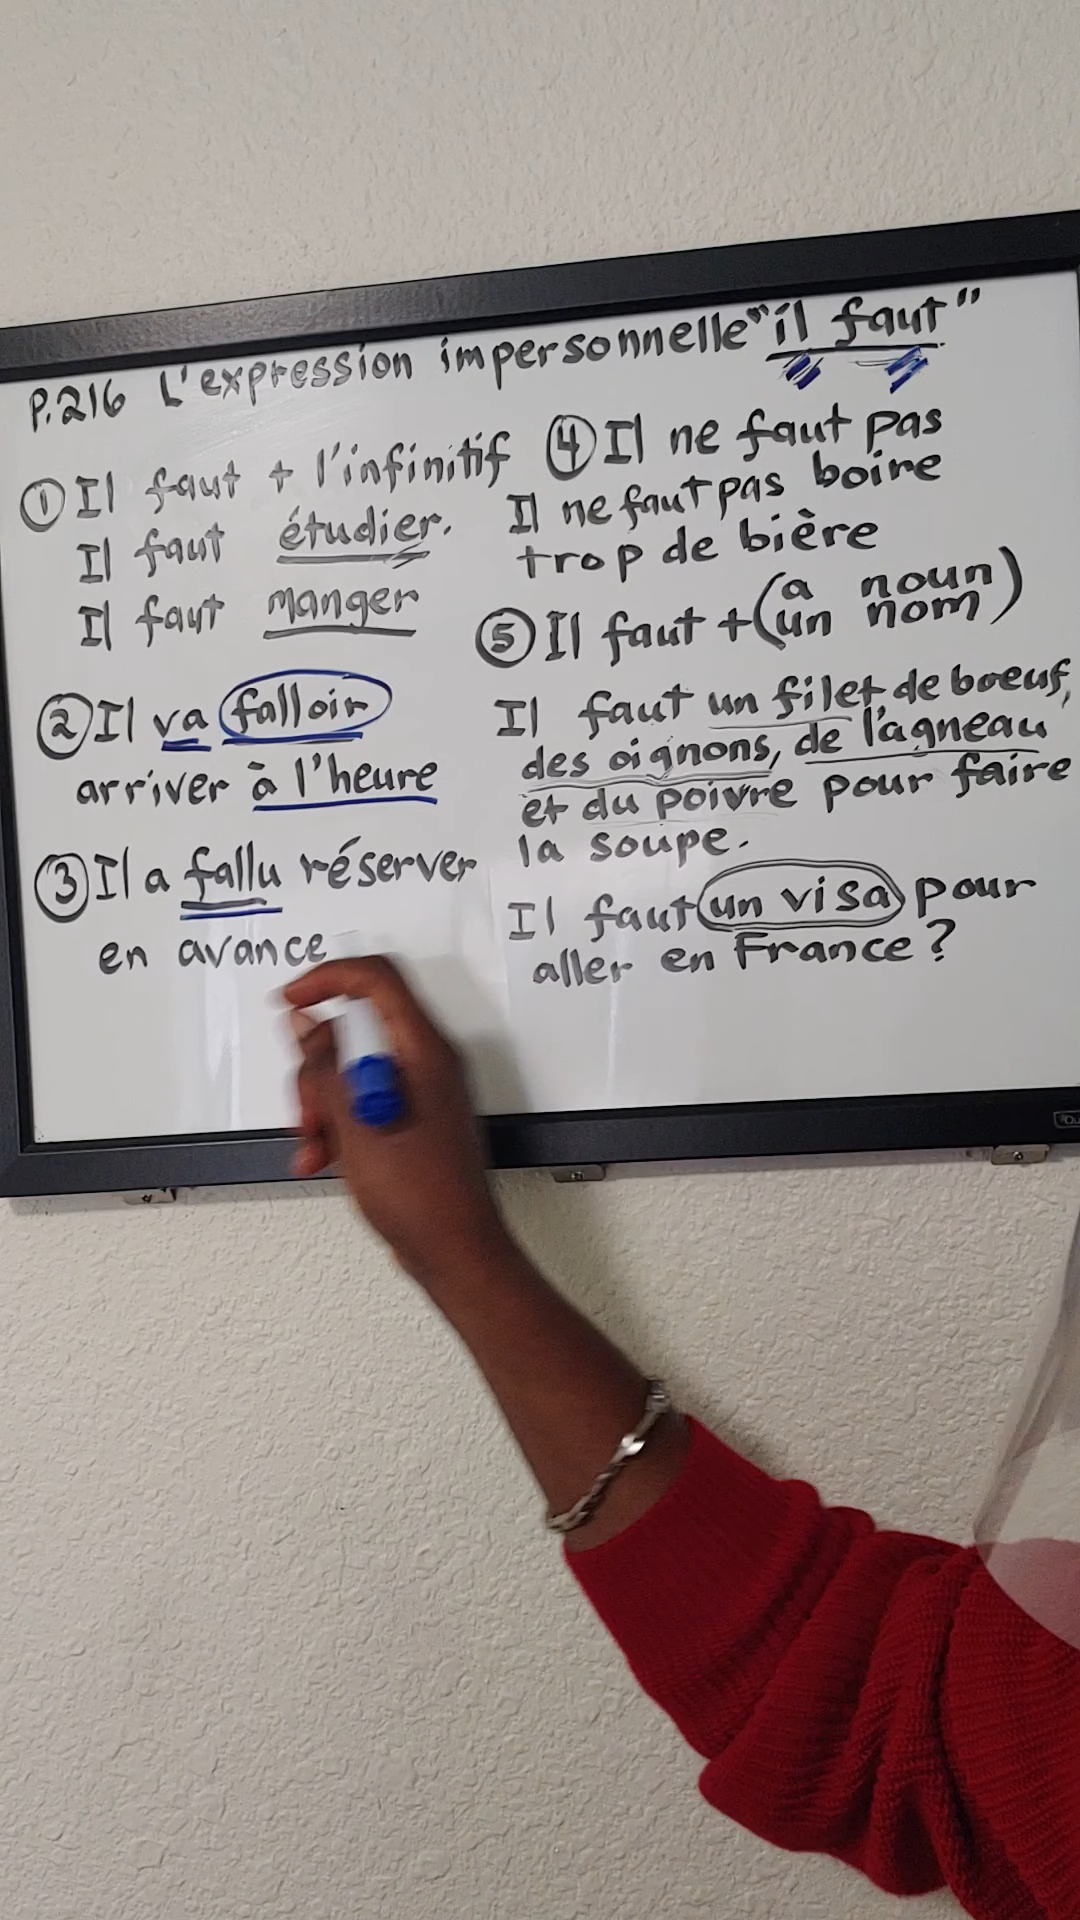 P.216 L'expression impersonnelle "il faut"
① Il faut + l'infinitif
Il faut étudier.
Il faut manger
② Il va falloir
arriver à l'heure
③ Il a fallu réserver
en avance
④ Il ne faut pas
Il ne faut pas boire
trop de bière
⑤ Il faut + (a noun
un nom)
Il faut un filet de boeuf,
des oignons, de l'agneau
et du poivre pour faire
la soupe.
Il faut un visa pour
aller en France?